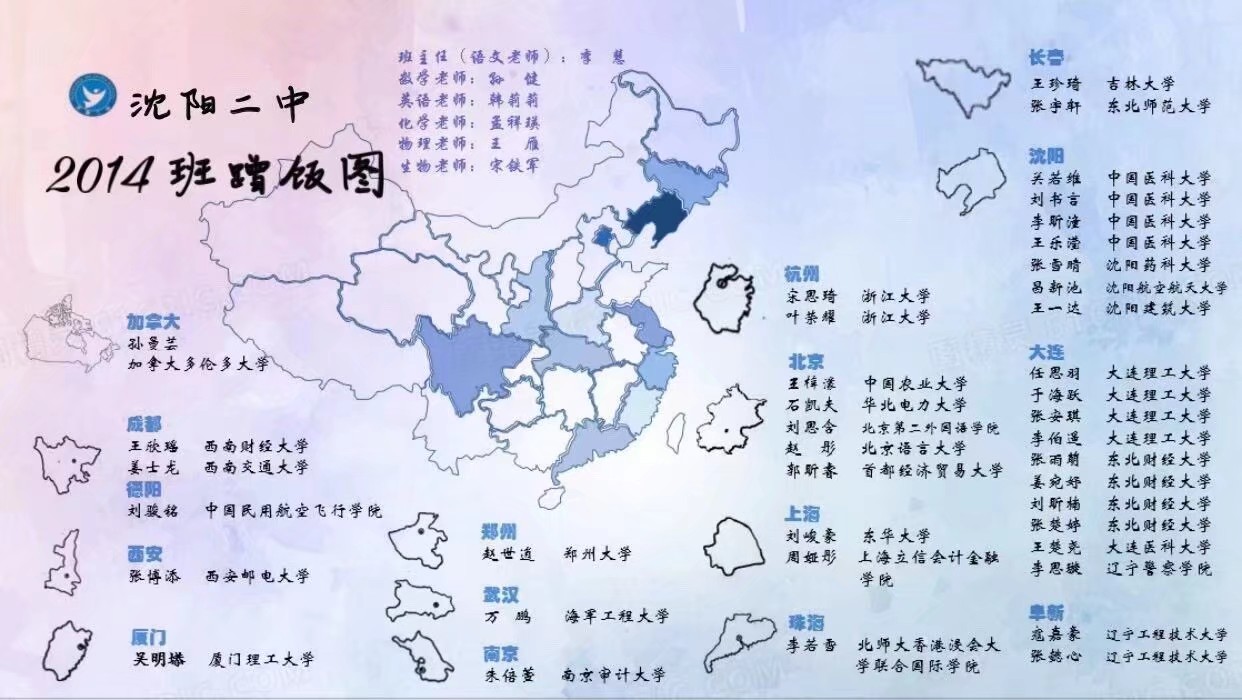 沈阳二中
2014班蹭饭图
班主任（语文老师）：李 慧
数学老师：孙 健
英语老师：韩莉莉
化学老师：孟祥瑛
物理老师：王 雁
生物老师：宋铁军
加拿大
孙曼芸
加拿大多伦多大学
成都
王欣瑶 西南财经大学
姜士龙 西南交通大学
德阳
刘骏铭 中国民用航空飞行学院
西安
张博添 西安邮电大学
厦门
吴明樾 厦门理工大学
郑州
赵世逍 郑州大学
武汉
万 鹏 海军工程大学
南京
朱倍萱 南京审计大学
杭州
宋思琦 浙江大学
叶荣耀 浙江大学
北京
王梓漾 中国农业大学
石凯夫 华北电力大学
刘思含 北京第二外国语学院
赵 彤 北京语言大学
郭昕睿 首都经济贸易大学
上海
刘峻豪 东华大学
周娅彤 上海立信会计金融
学院
珠海
李若雪 北师大香港浸会大
学联合国际学院
长春
王珍琦 吉林大学
张宇轩 东北师范大学
沈阳
关若维 中国医科大学
刘书言 中国医科大学
李昕潼 中国医科大学
王乐滢 中国医科大学
张雪晴 沈阳药科大学
吕新池 沈阳航空航天大学
王一达 沈阳建筑大学
大连
任思羽 大连理工大学
于海跃 大连理工大学
张安琪 大连理工大学
李伯遥 大连理工大学
张雨萌 东北财经大学
姜宛妤 东北财经大学
刘昕楠 东北财经大学
张楚婷 东北财经大学
王楚尧 大连医科大学
李思璇 辽宁警察学院
阜新
寇嘉豪 辽宁工程技术大学
张懿心 辽宁工程技术大学